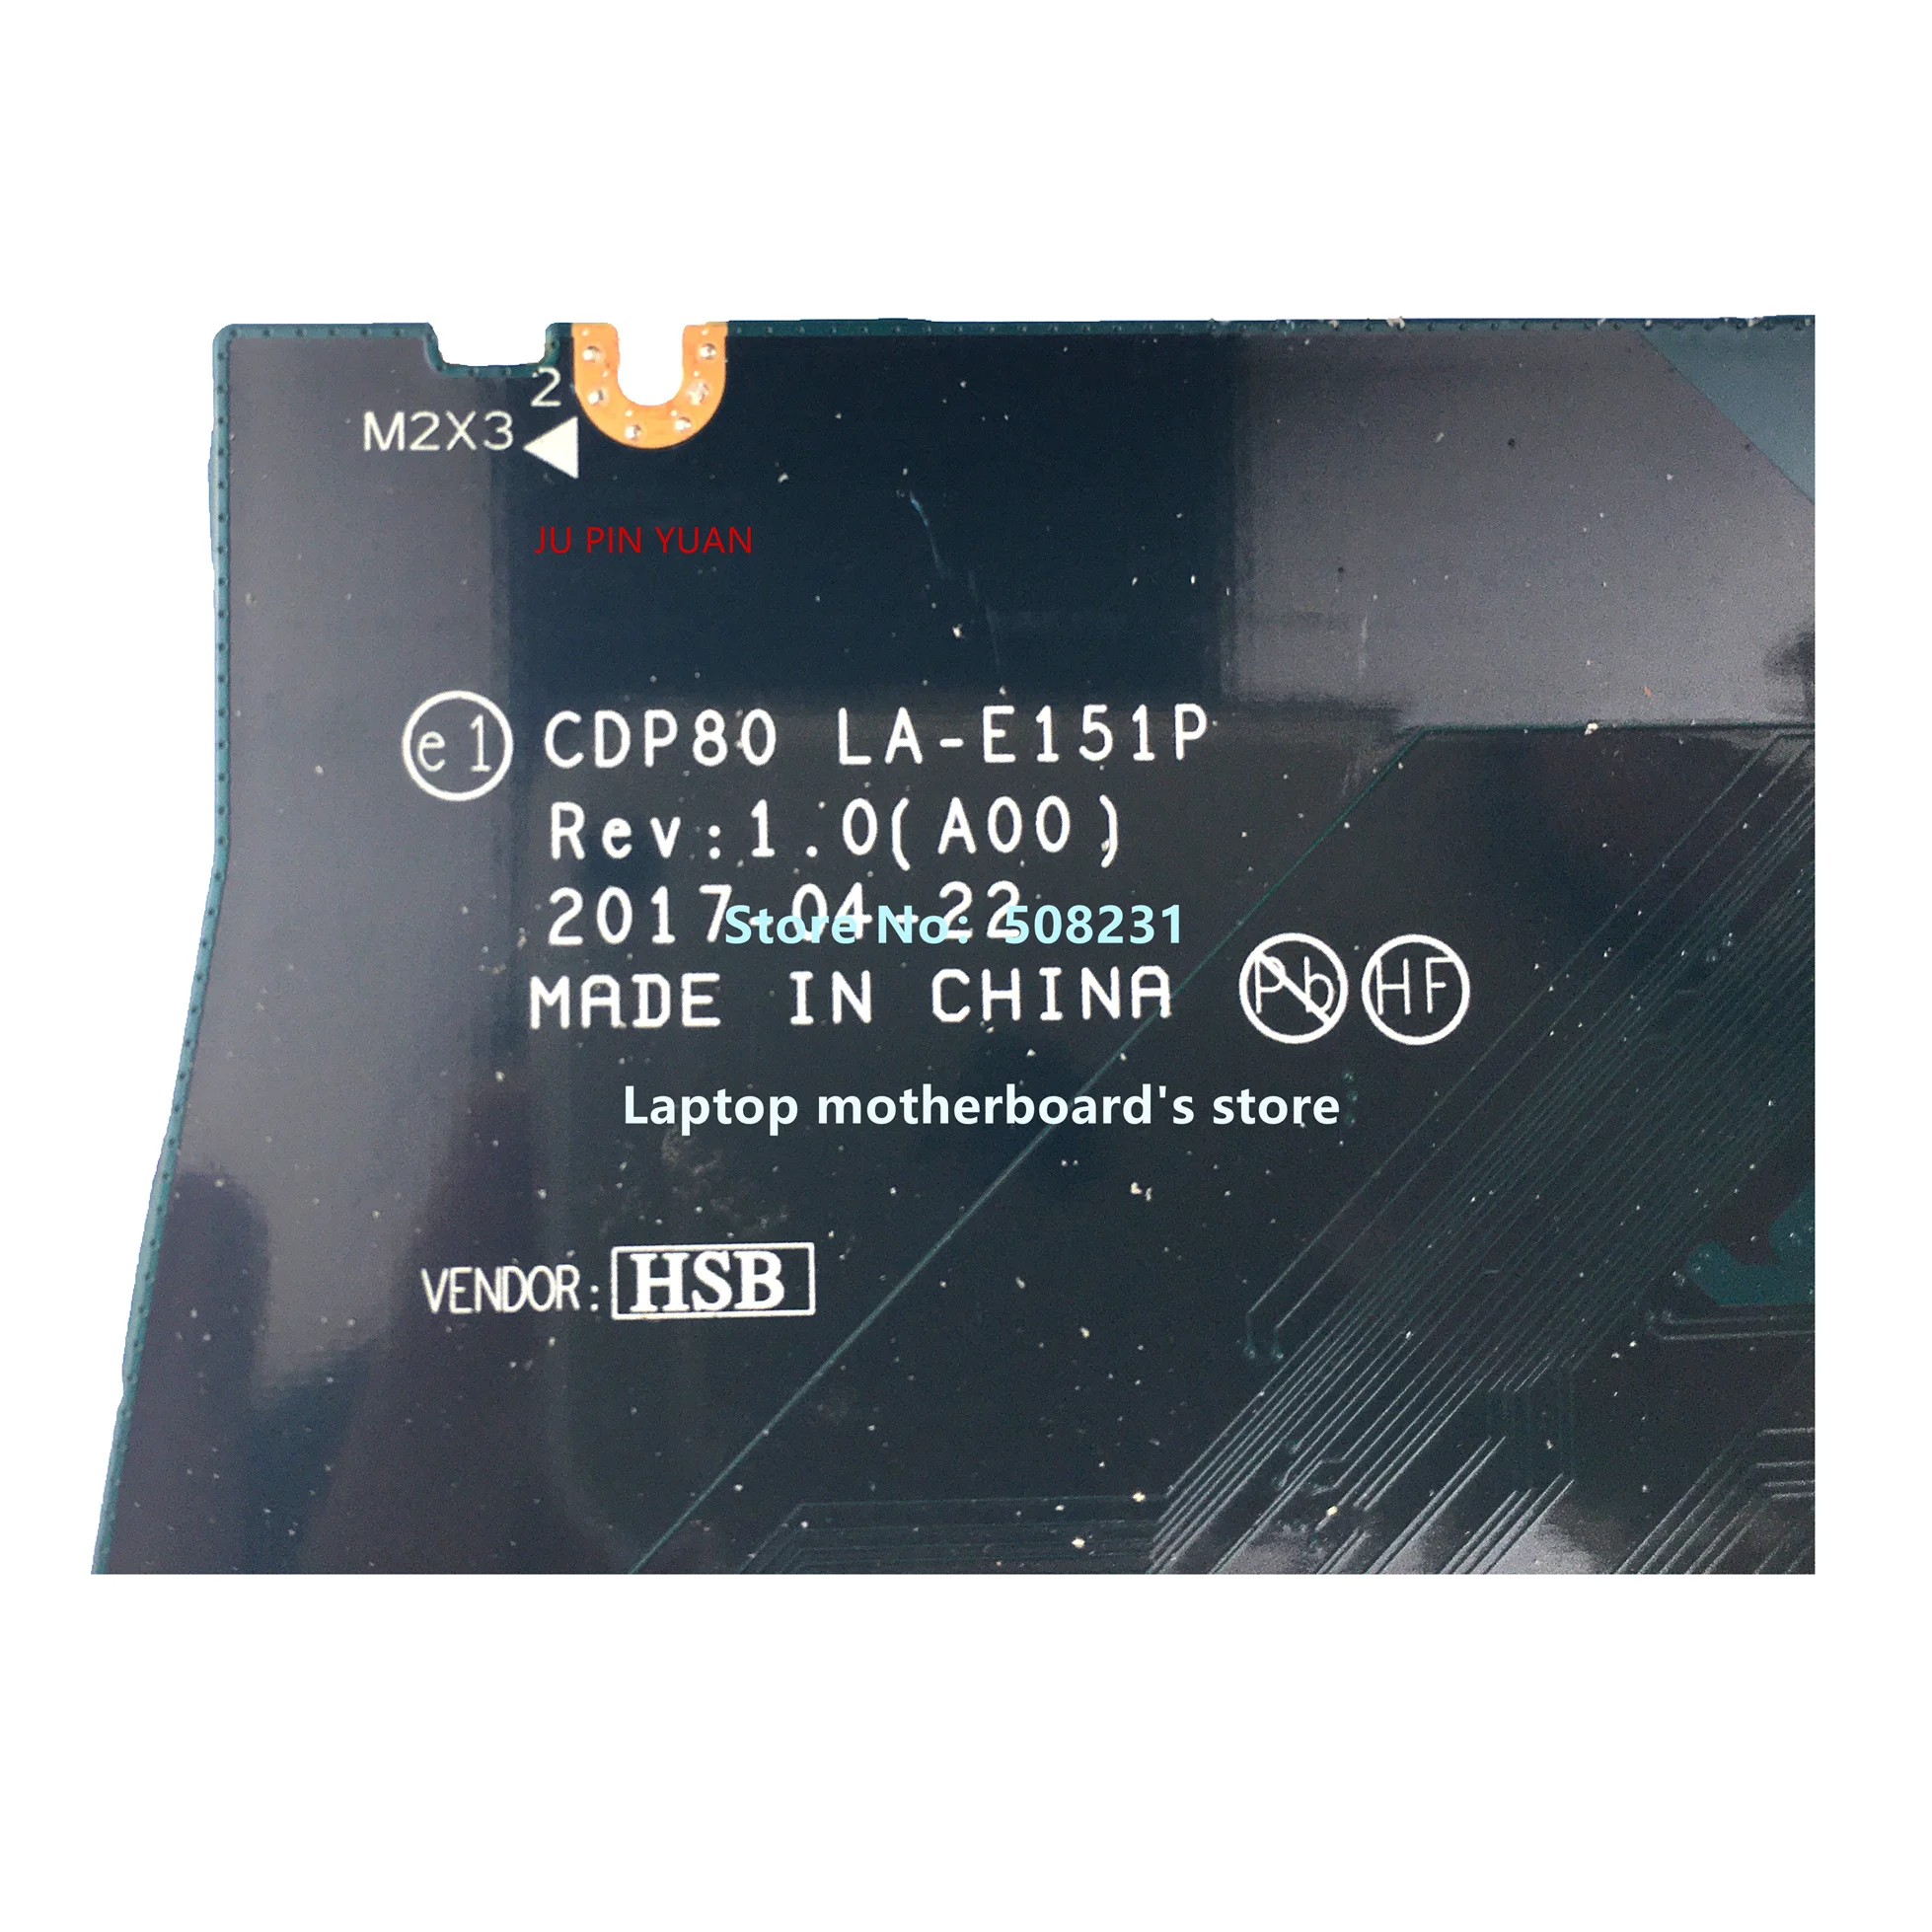 2
M2X3
JU PIN YUAN
e1 CDP80 LA-E151P
Rev:1.0(A00)
2017-04-22
Store No: 508231
MADE IN CHINA Pb HF
Laptop motherboard's store
VENDOR: HSB